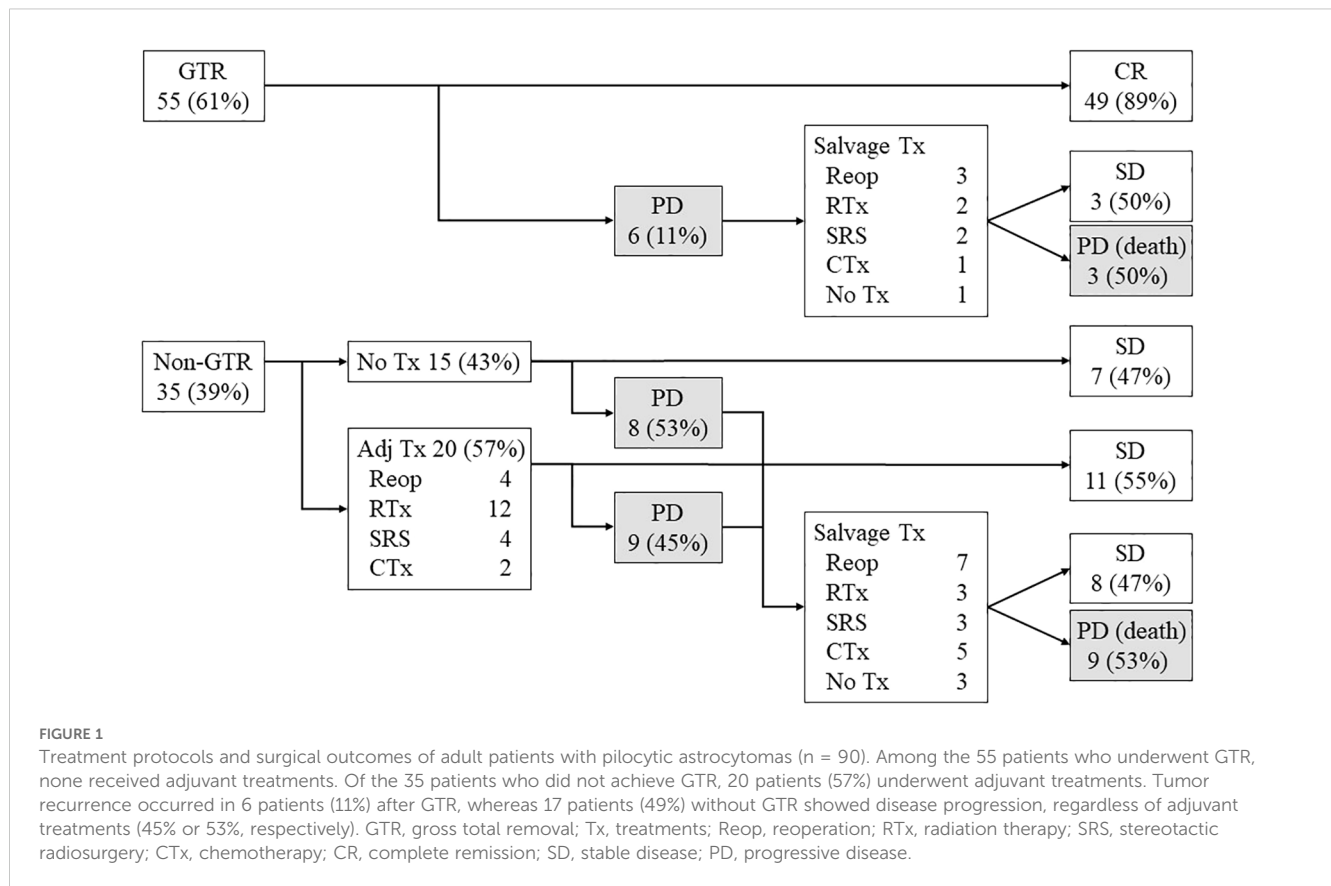 GTR
55 (61%)
CR
49 (89%)
PD
6 (11%)
Salvage Tx
Reop 3
RTx 2
SRS 2
CTx 1
No Tx 1
SD
3 (50%)
PD (death)
3 (50%)
Non-GTR
35 (39%)
No Tx 15 (43%)
PD
8 (53%)
SD
7 (47%)
Adj Tx 20 (57%)
Reop 4
RTx 12
SRS 4
CTx 2
PD
9 (45%)
SD
11 (55%)
Salvage Tx
Reop 7
RTx 3
SRS 3
CTx 5
No Tx 3
SD
8 (47%)
PD (death)
9 (53%)
FIGURE 1
Treatment protocols and surgical outcomes of adult patients with pilocytic astrocytomas (n = 90). Among the 55 patients who underwent GTR,
none received adjuvant treatments. Of the 35 patients who did not achieve GTR, 20 patients (57%) underwent adjuvant treatments. Tumor
recurrence occurred in 6 patients (11%) after GTR, whereas 17 patients (49%) without GTR showed disease progression, regardless of adjuvant
treatments (45% or 53%, respectively). GTR, gross total removal; Tx, treatments; Reop, reoperation; RTx, radiation therapy; SRS, stereotactic
radiosurgery; CTx, chemotherapy; CR, complete remission; SD, stable disease; PD, progressive disease.